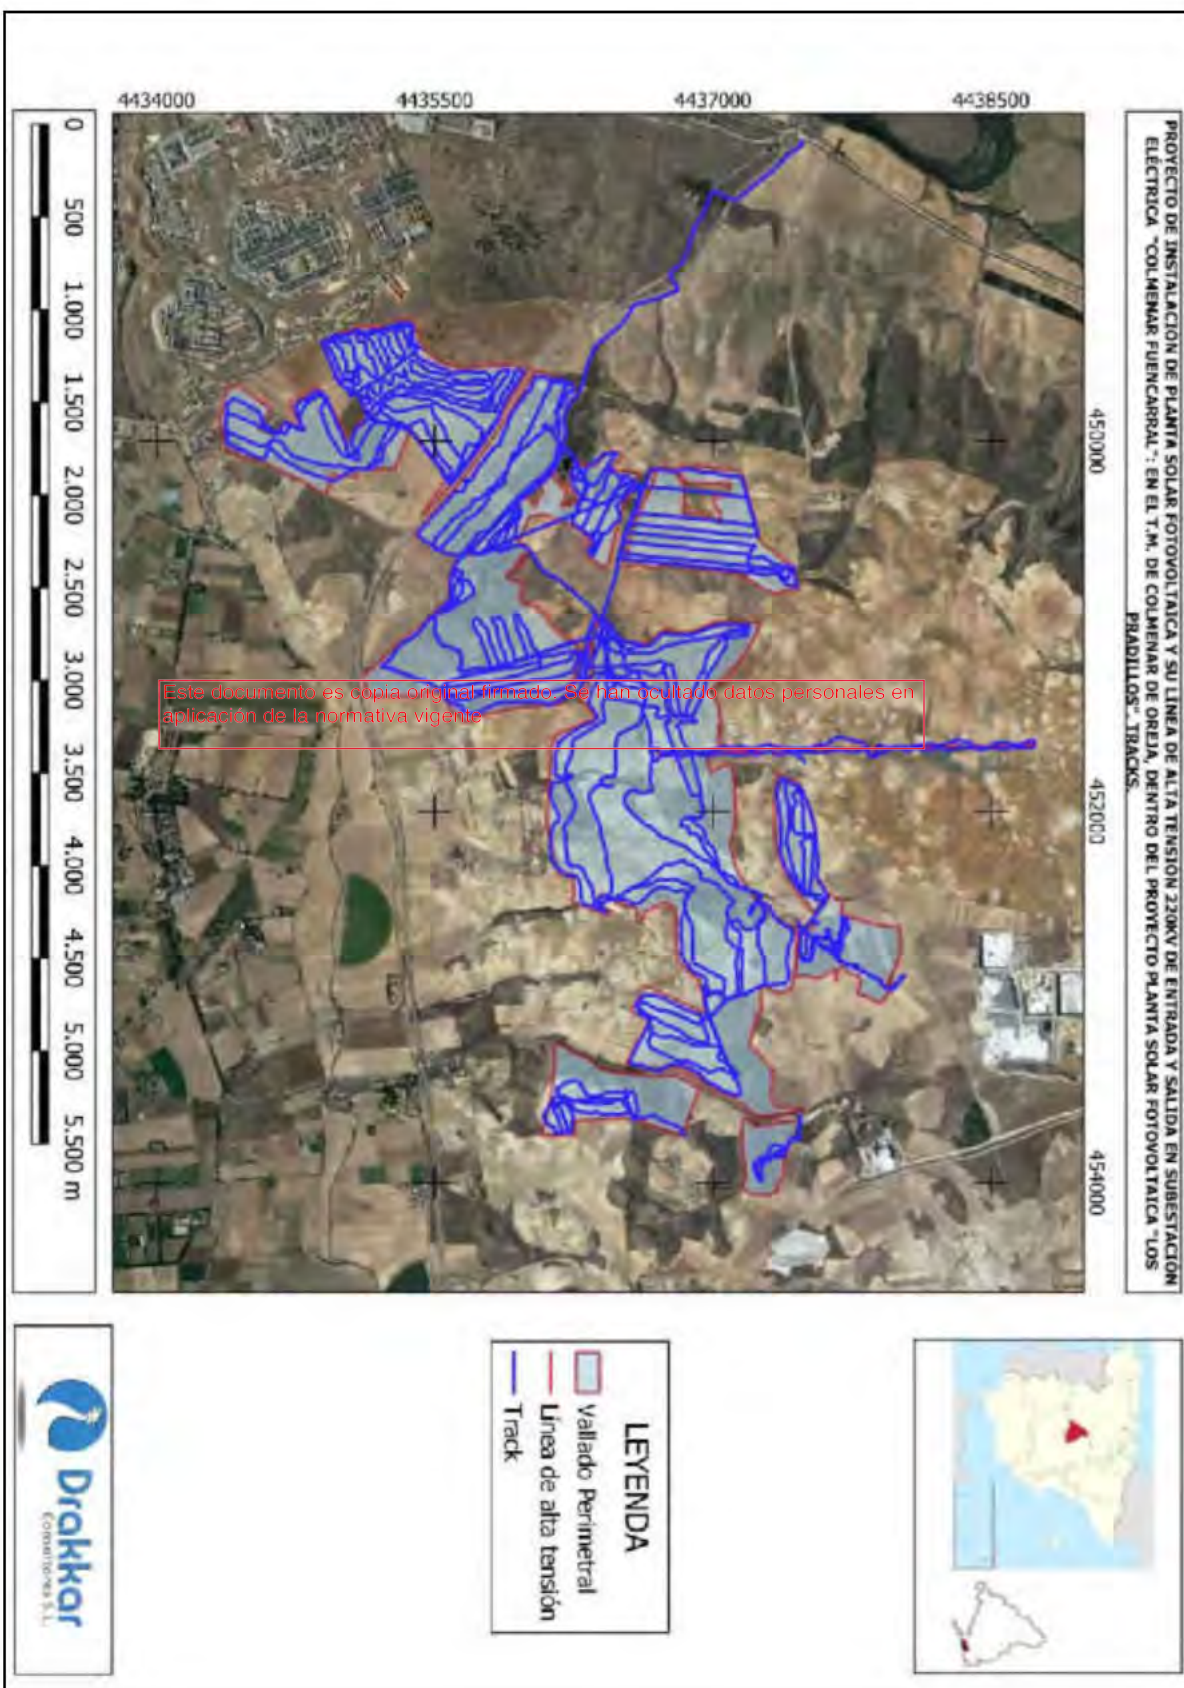 PROYECTO DE INSTALACIÓN DE PLANTA SOLAR FOTOVOLTAICA Y SU LÍNEA DE ALTA TENSIÓN 220KV DE ENTRADA Y SALIDA EN SUBESTACIÓN
ELÉCTRICA "COLMENAR FUENCARRAL": EN EL T.M. DE COLMENAR DE OREJA, DENTRO DEL PROYECTO PLANTA SOLAR FOTOVOLTAICA "LOS
PRADILLOS". TRACKS.
450000
452000
454000
4438500
4437000
4435500
4434000
Este documento es copia original firmado. Se han ocultado datos personales en
aplicación de la normativa vigente
0 500 1.000 1.500 2.000 2.500 3.000 3.500 4.000 4.500 5.000 5.500 m
LEYENDA
Vallado Perimetral
Línea de alta tensión
Track
Drakkar
Consultores S.L.